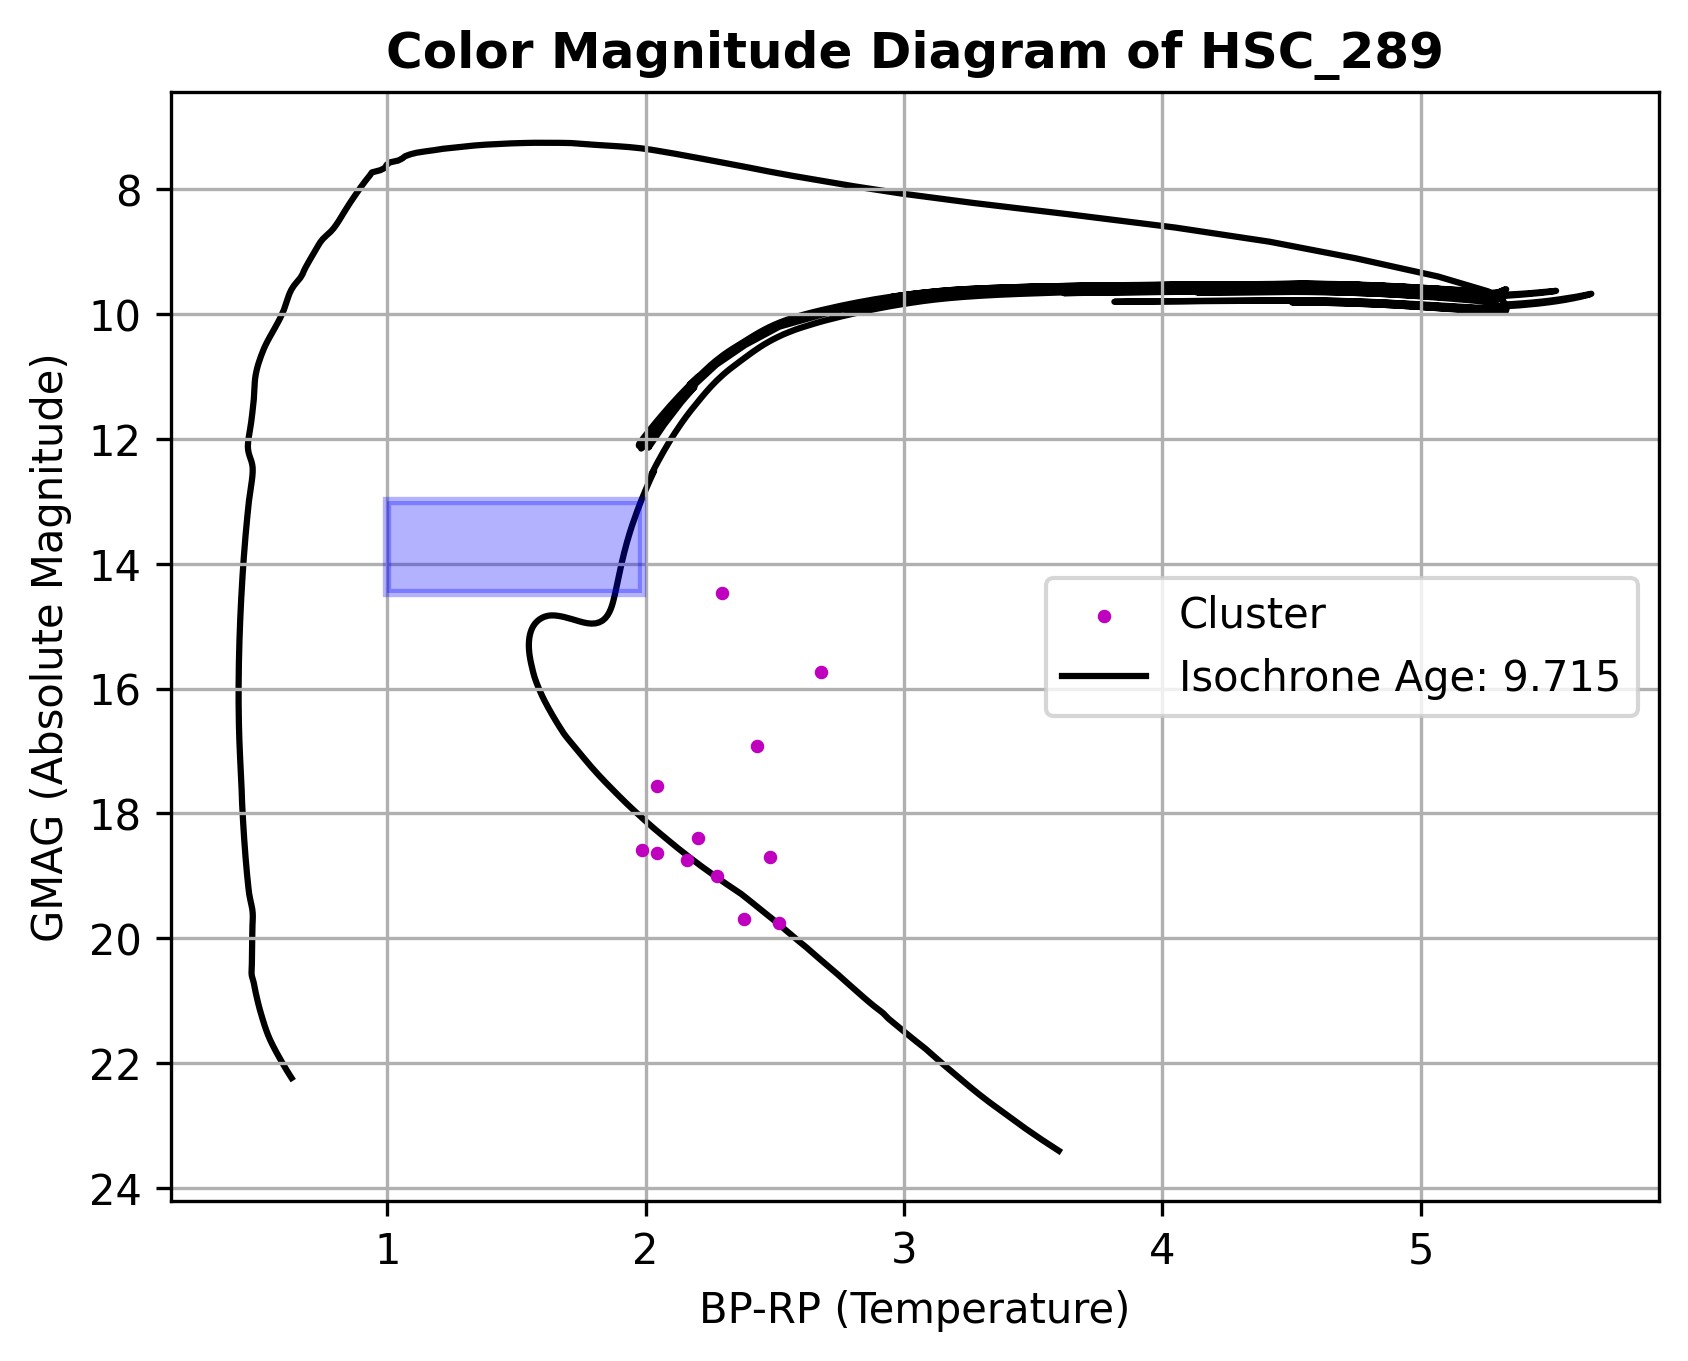 Color Magnitude Diagram of HSC_289
GMAG (Absolute Magnitude)
8
10
12
14
16
18
20
22
24
Cluster
Isochrone Age: 9.715
1 2 3 4 5
BP-RP (Temperature)